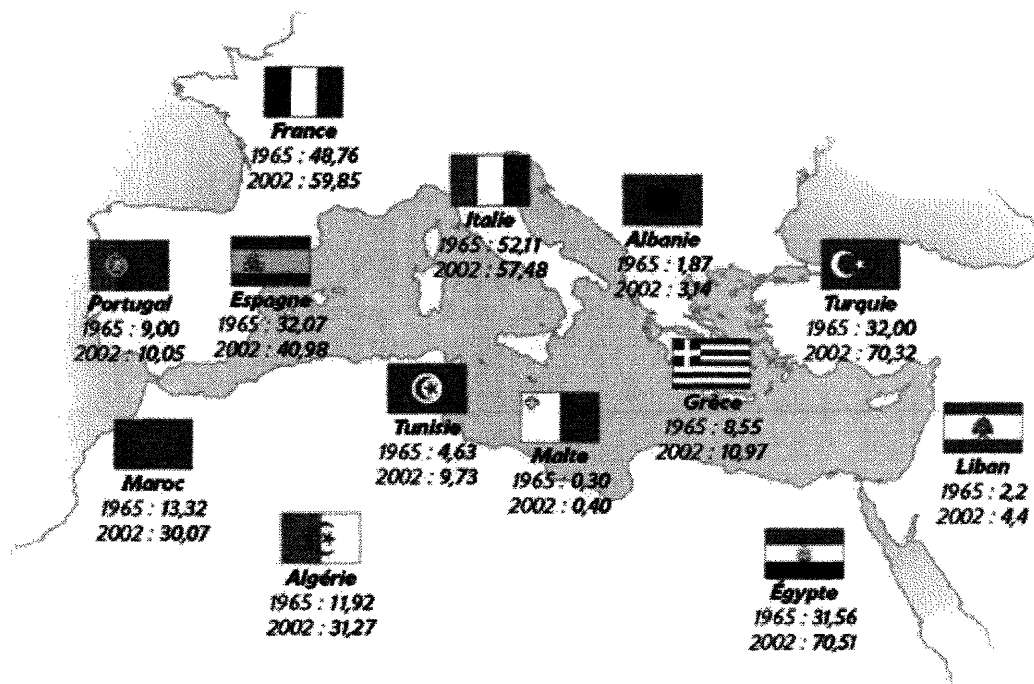 France
1965 : 48,76
2002 : 59,85
Italie
1965 : 52,11
2002 : 57,48
Albanie
1965 : 1,87
2002 : 3,14
Portugal
1965 : 9,00
2002 : 10,05
Espagne
1965 : 32,07
2002 : 40,98
Turquie
1965 : 32,00
2002 : 70,32
Tunisie
1965 : 4,63
2002 : 9,73
Malte
1965 : 0,30
2002 : 0,40
Grèce
1965 : 8,55
2002 : 10,97
Liban
1965 : 2,2
2002 : 4,4
Maroc
1965 : 13,32
2002 : 30,07
Algérie
1965 : 11,92
2002 : 31,27
Égypte
1965 : 31,56
2002 : 70,51